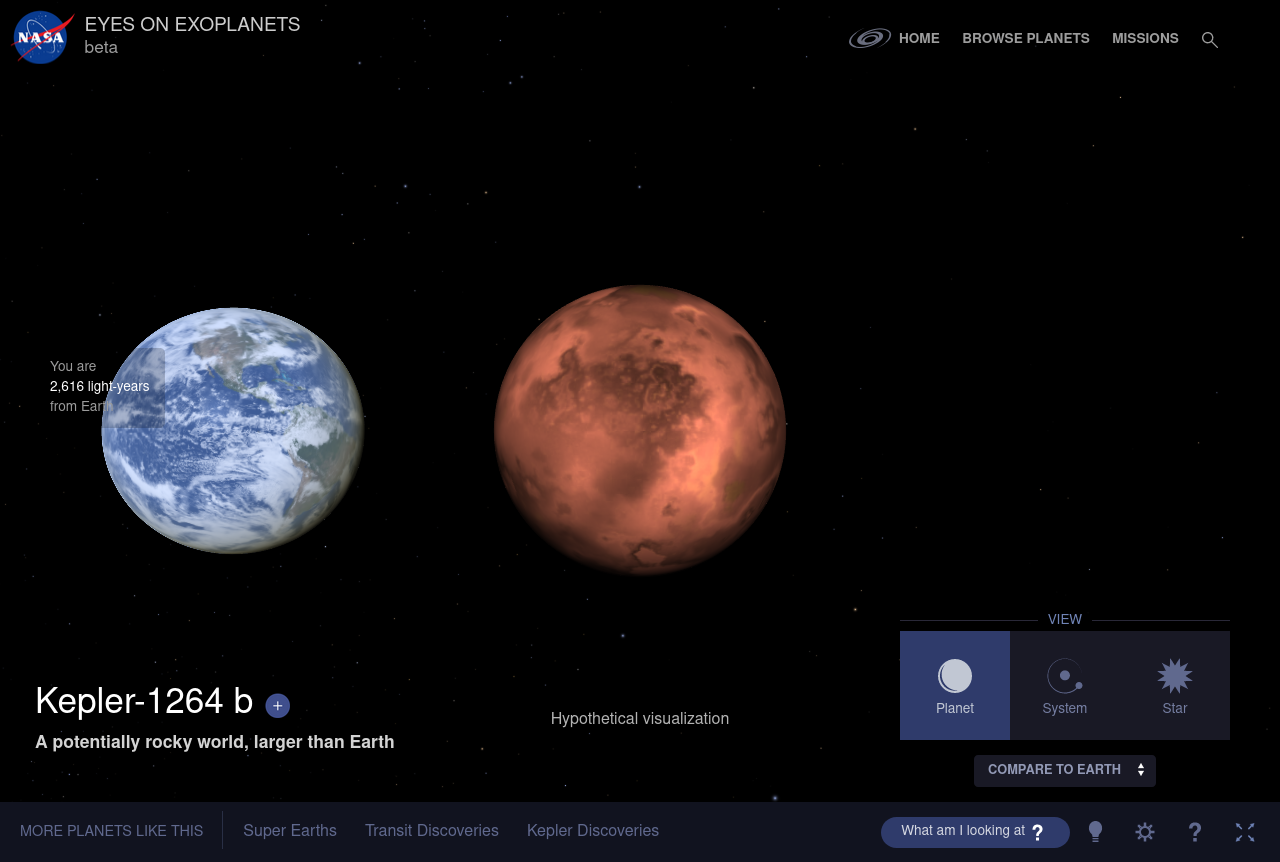 NASA
EYES ON EXOPLANETS
beta
HOME
BROWSE PLANETS
MISSIONS
You are
2,616 light-years
from Earth
VIEW
Planet
System
Star
Kepler-1264 b +
A potentially rocky world, larger than Earth
Hypothetical visualization
COMPARE TO EARTH
MORE PLANETS LIKE THIS
Super Earths
Transit Discoveries
Kepler Discoveries
What am I looking at ?
?